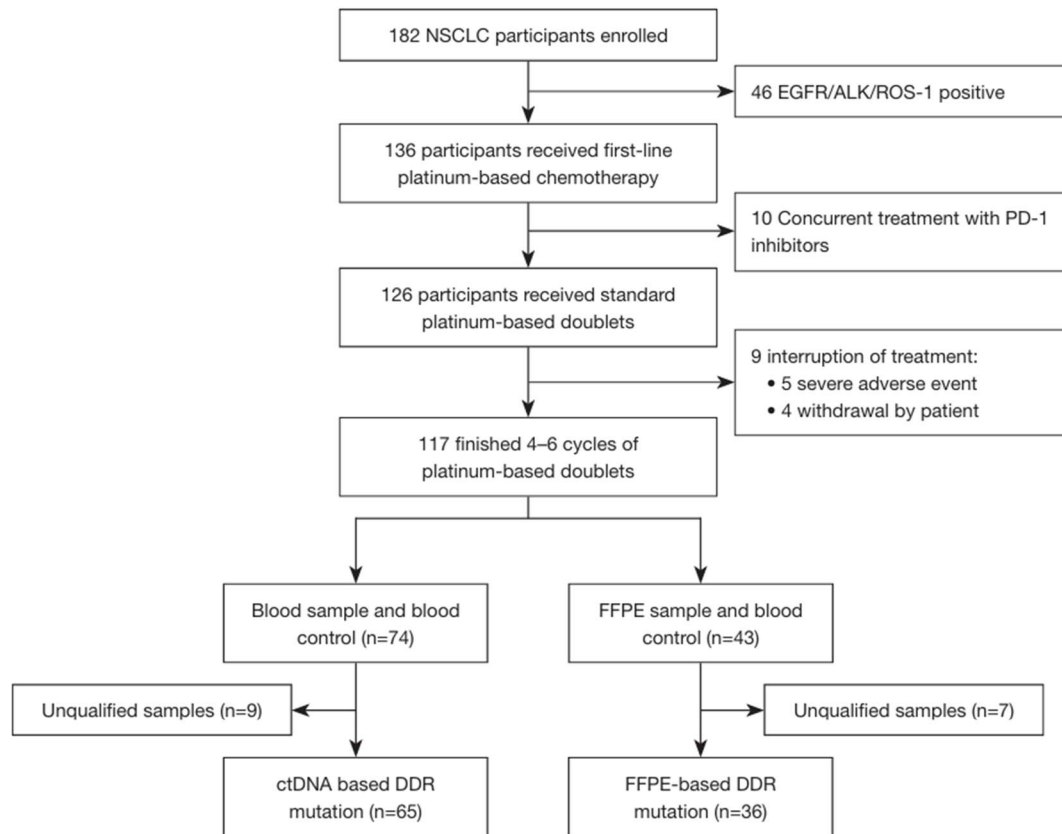 182 NSCLC participants enrolled
46 EGFR/ALK/ROS-1 positive
136 participants received first-line
platinum-based chemotherapy
10 Concurrent treatment with PD-1
inhibitors
126 participants received standard
platinum-based doublets
9 interruption of treatment:
• 5 severe adverse event
• 4 withdrawal by patient
117 finished 4–6 cycles of
platinum-based doublets
Blood sample and blood
control (n=74)
FFPE sample and blood
control (n=43)
Unqualified samples (n=9)
Unqualified samples (n=7)
ctDNA based DDR
mutation (n=65)
FFPE-based DDR
mutation (n=36)